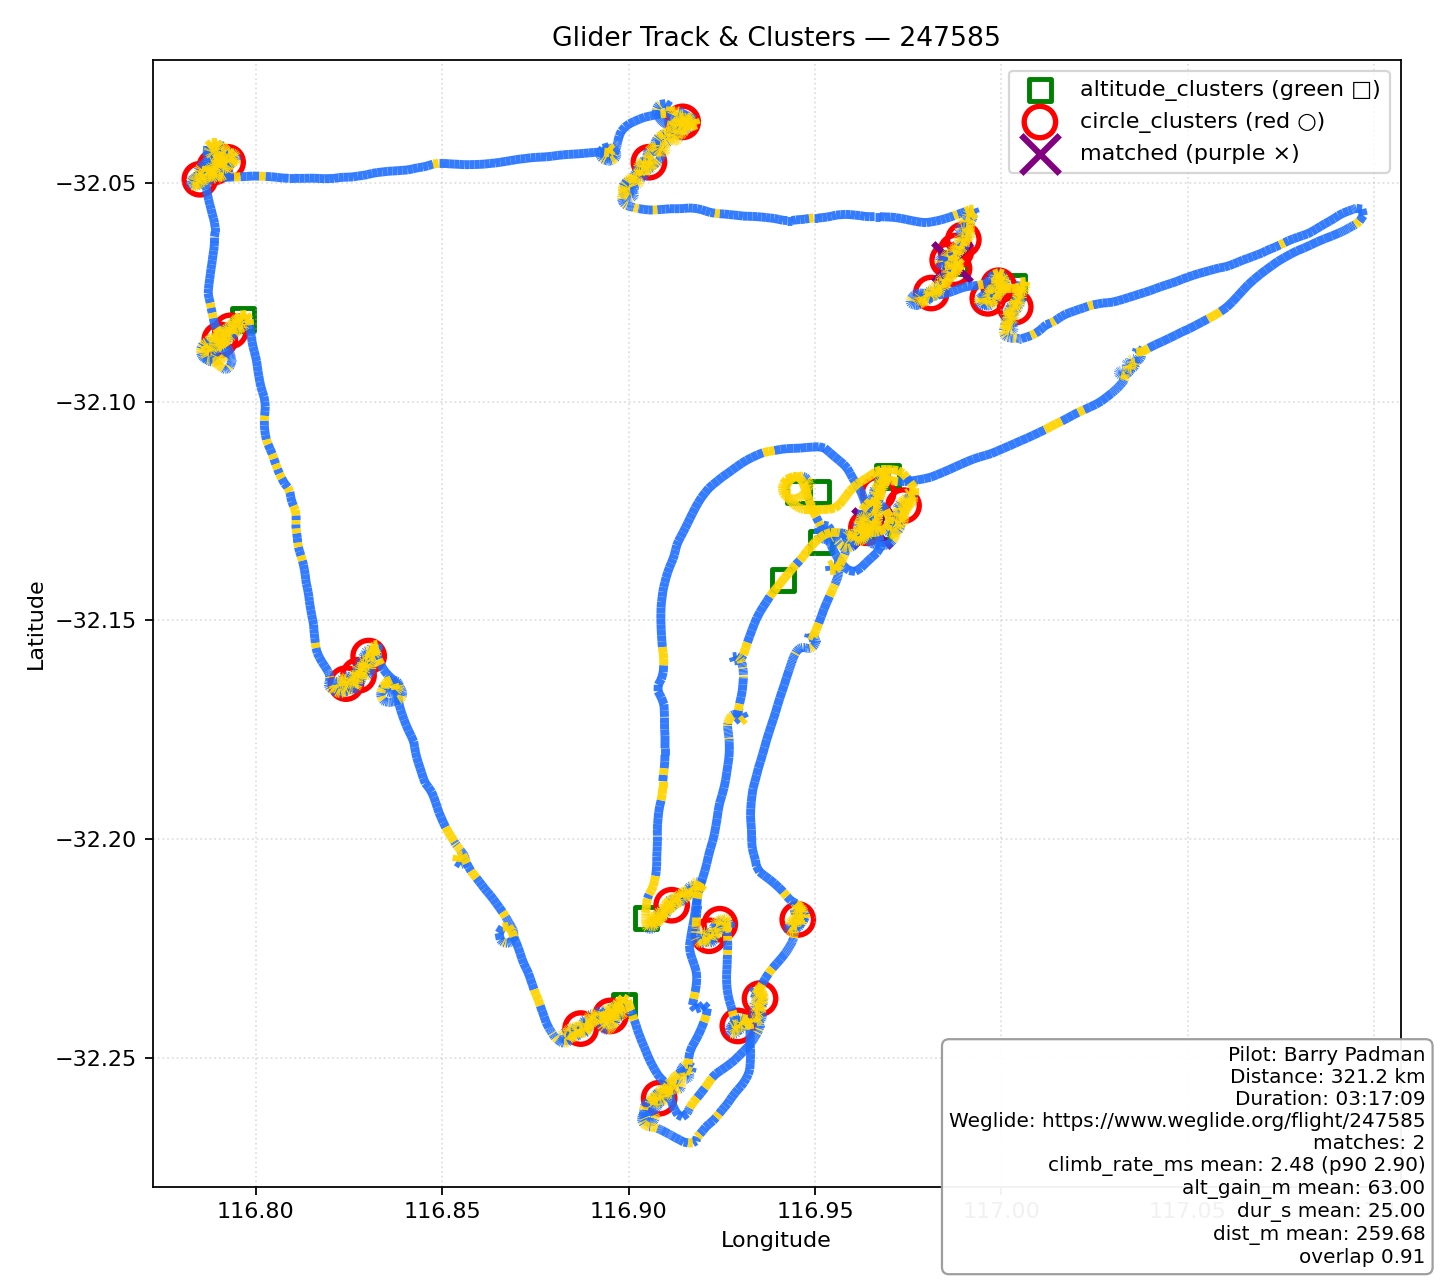 Glider Track & Clusters — 247585
altitude_clusters (green □)
circle_clusters (red ○)
matched (purple ×)
−32.05
−32.10
−32.15
−32.20
−32.25
Latitude
116.80
116.85
116.90
116.95
117.00
117.05
Longitude
Pilot: Barry Padman
Distance: 321.2 km
Duration: 03:17:09
Weglide: https://www.weglide.org/flight/247585
matches: 2
climb_rate_ms mean: 2.48 (p90 2.90)
alt_gain_m mean: 63.00
dur_s mean: 25.00
dist_m mean: 259.68
overlap 0.91